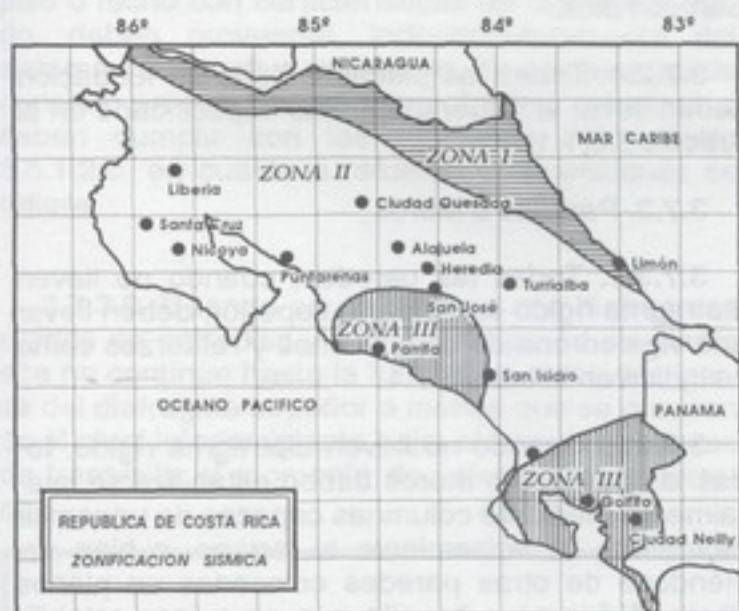 86º 85º 84º 83º
NICARAGUA
MAR CARIBE
ZONA I
ZONA II
Liberia
Ciudad Quesada
Santa Cruz
Nicoya
Alajuela
Heredia
Limón
Puntarenas
Turrialba
San José
ZONA III
Parrita
San Isidro
OCEANO PACIFICO
PANAMA
ZONA III
Golfito
Ciudad Neilly
REPUBLICA DE COSTA RICA
ZONIFICACION SISMICA